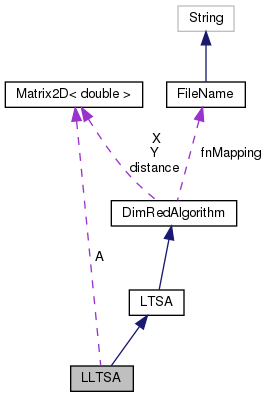 String
Matrix2D< double >
FileName
X
Y
distance
fnMapping
DimRedAlgorithm
A
LTSA
LLTSA